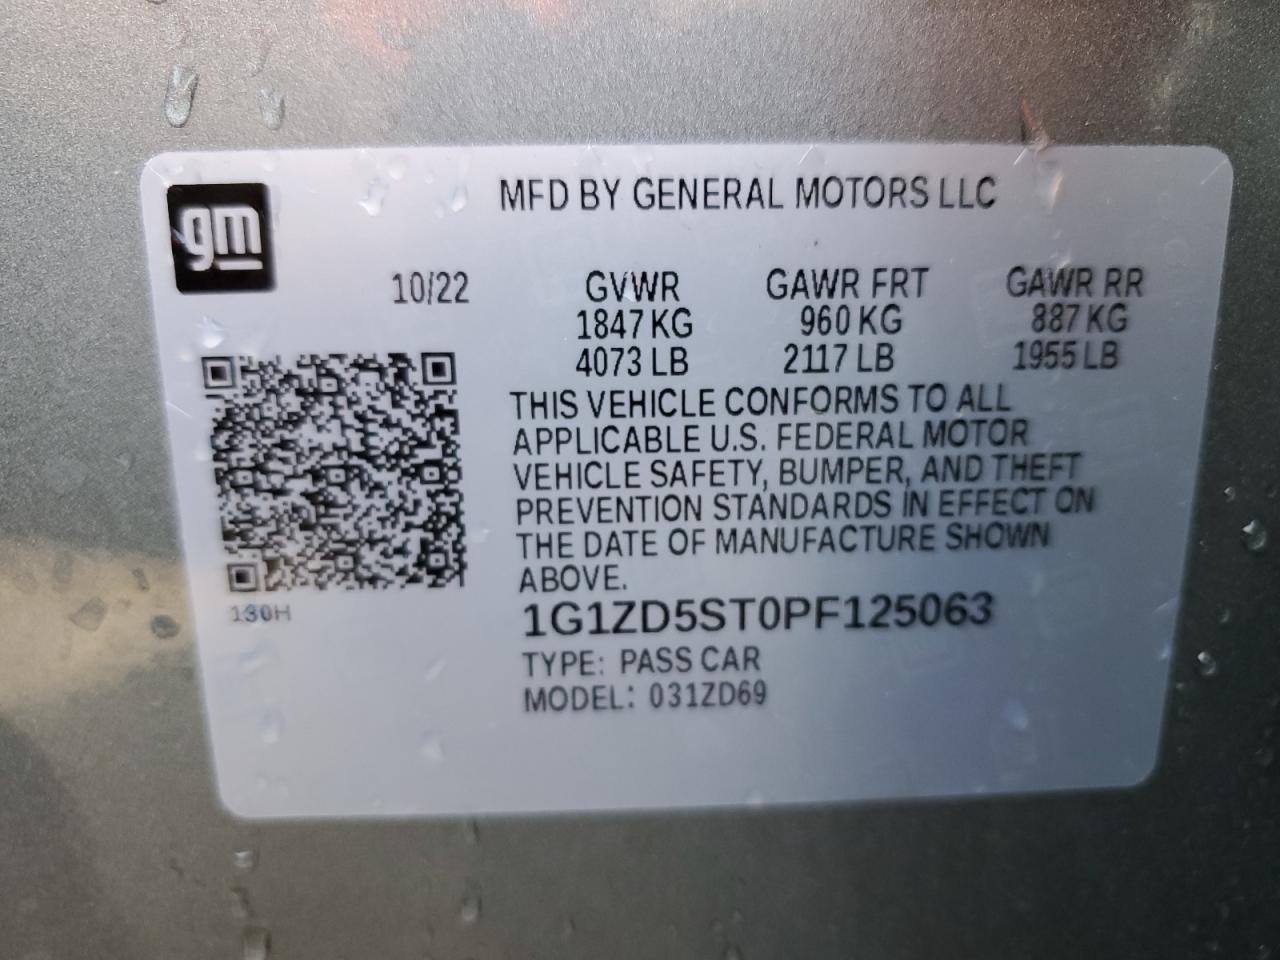 gm
MFD BY GENERAL MOTORS LLC
10/22 GVWR GAWR FRT GAWR RR
1847 KG 960 KG 887 KG
4073 LB 2117 LB 1955 LB
THIS VEHICLE CONFORMS TO ALL
APPLICABLE U.S. FEDERAL MOTOR
VEHICLE SAFETY, BUMPER, AND THEFT
PREVENTION STANDARDS IN EFFECT ON
THE DATE OF MANUFACTURE SHOWN
ABOVE.
130H
1G1ZD5ST0PF125063
TYPE: PASS CAR
MODEL: 031ZD69